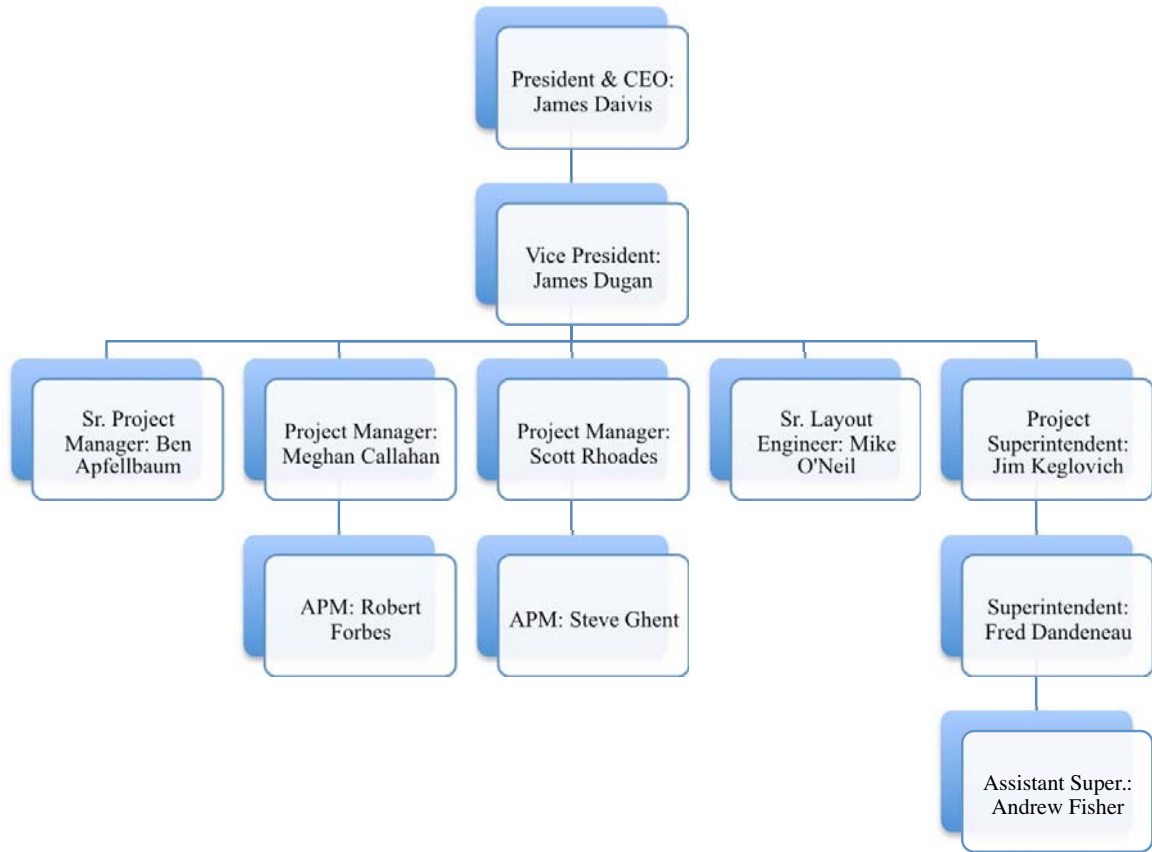 President & CEO:
James Daivis
Vice President:
James Dugan
Sr. Project
Manager: Ben
Apfellbaum
Project Manager:
Meghan Callahan
Project Manager:
Scott Rhoades
Sr. Layout
Engineer: Mike
O'Neil
Project
Superintendent:
Jim Keglovich
APM: Robert
Forbes
APM: Steve Ghent
Superintendent:
Fred Dandeneau
Assistant Super.:
Andrew Fisher